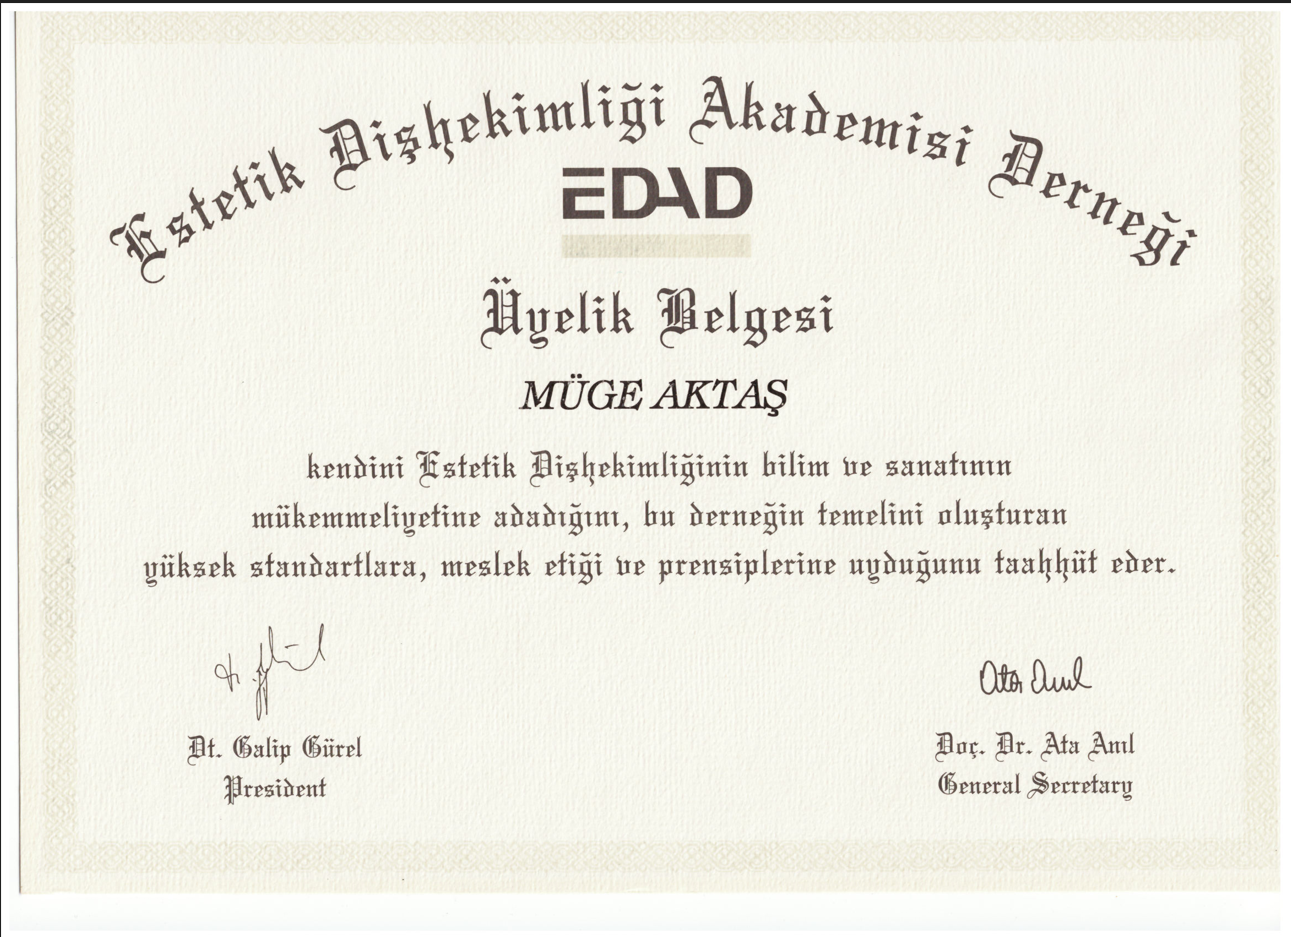 Estetik Dişhekimliği Akademisi Derneği
EDAD
Üyelik Belgesi
MÜGE AKTAŞ
kendini Estetik Dişhekimliğinin bilim ve sanatının
mükemmeliyetine adadığını, bu derneğin temelini oluşturan
yüksek standartlara, meslek etiği ve prensiplerine uyduğunu taahhüt eder.
Ata Anıl
Dt. Galip Gürel
President
Doç. Dr. Ata Anıl
General Secretary